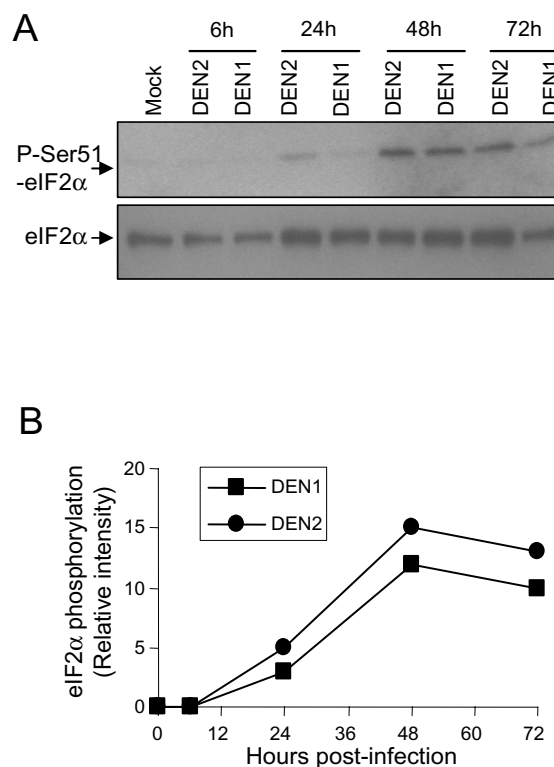 A
6h 24h 48h 72h
Mock DEN2 DEN1 DEN2 DEN1 DEN2 DEN1 DEN2 DEN1
P-Ser51
-eIF2α
eIF2α
B
DEN1
DEN2
20
15
10
5
0
eIF2α phosphorylation
(Relative intensity)
0 12 24 36 48 60 72
Hours post-infection